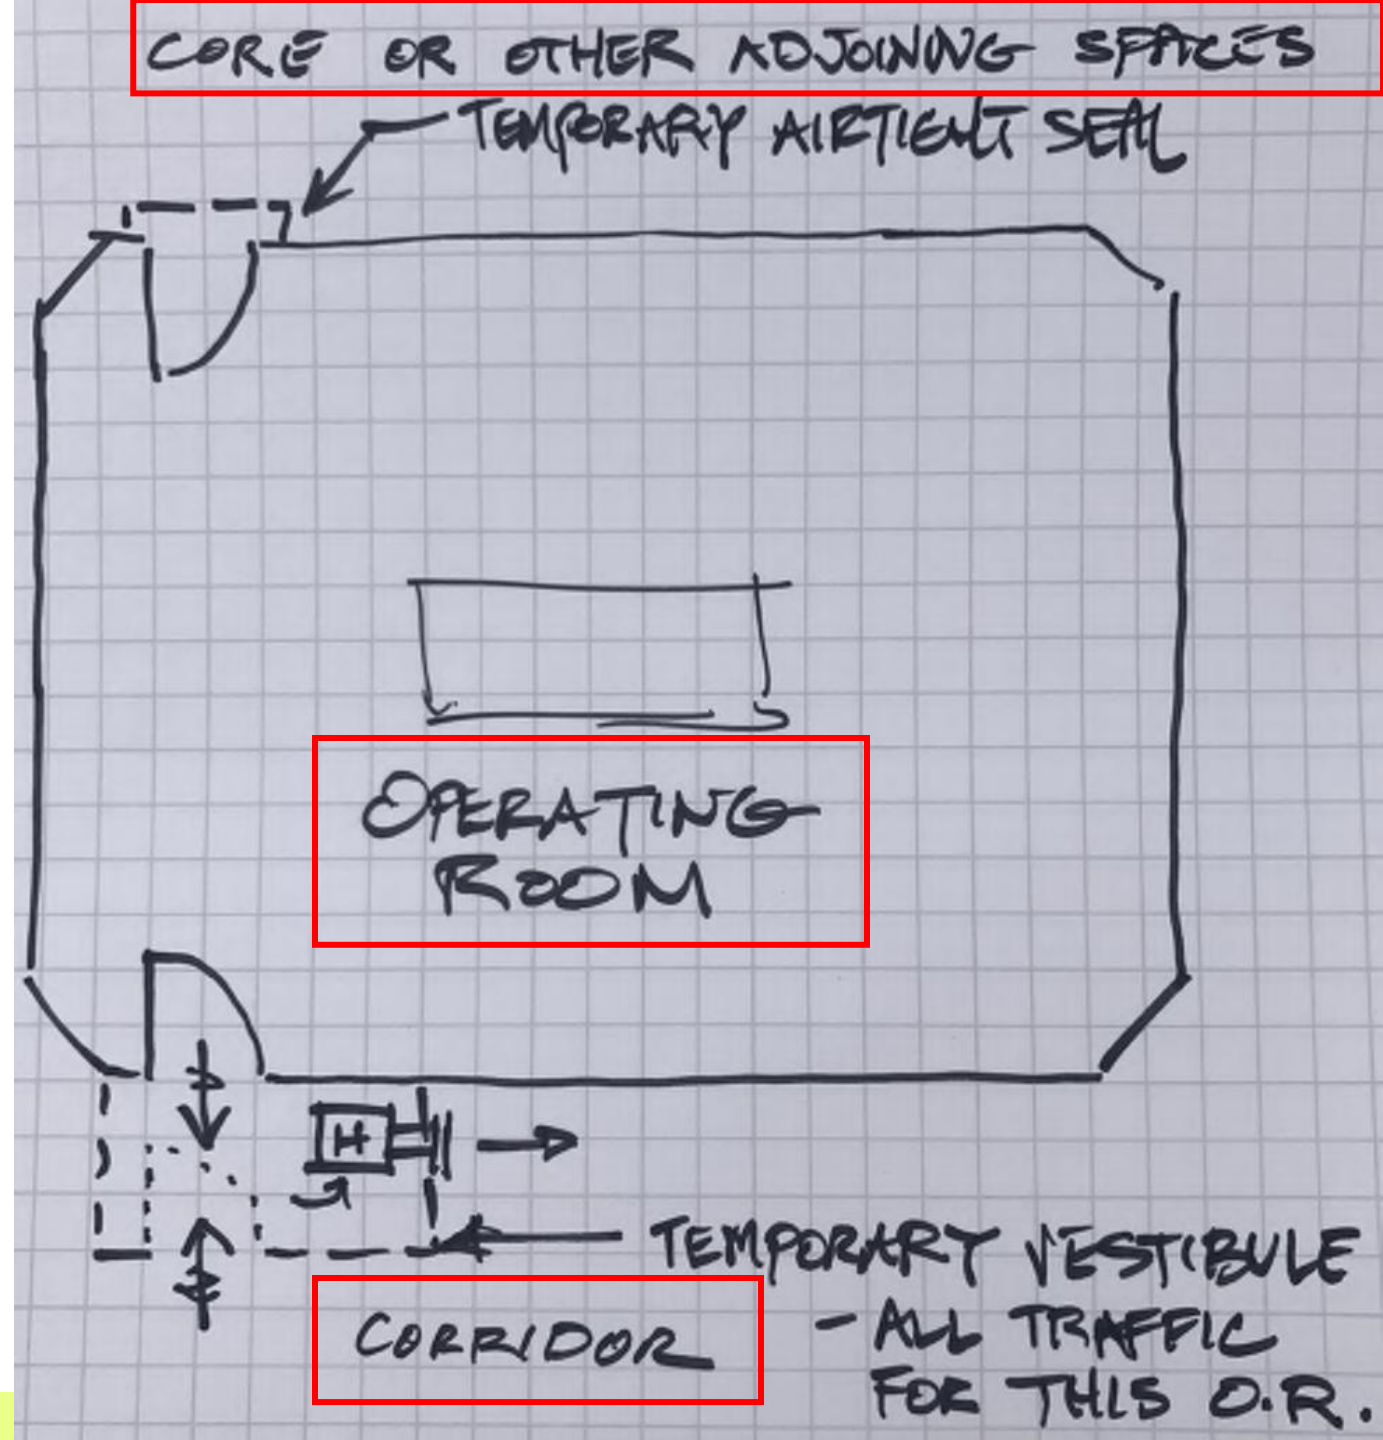 CORE OR OTHER ADJOINING SPACES
TEMPORARY AIRTIGHT SEAL
OPERATING
ROOM
H
TEMPORARY VESTIBULE
CORRIDOR
- ALL TRAFFIC
FOR THIS O.R.